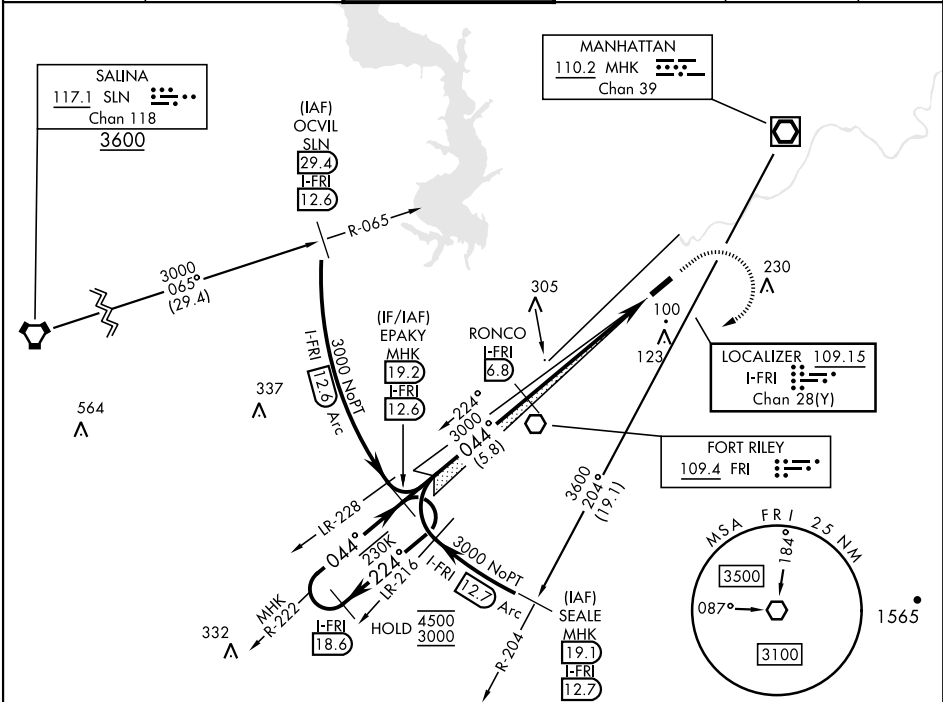 SALINA
117.1 SLN
Chan 118
3600
MANHATTAN
110.2 MHK
Chan 39
(IAF)
OCVIL
SLN
29.4
I-FRI
12.6
R-065
3000
065°
(29.4)
I-FRI 12.6 Arc
3000 NoPT
(IF/IAF)
EPAKY
MHK
19.2
I-FRI
12.6
RONCO
I-FRI
6.8
305
230
100
123
LOCALIZER 109.15
I-FRI
Chan 28(Y)
337
564
224°
3000
044°
(5.8)
FORT RILEY
109.4 FRI
3600
204°
(19.1)
LR-228
044°
230K
224°
LR-216
3000 NoPT
I-FRI 12.7 Arc
MHK
R-222
I-FRI
18.6
HOLD 4500
3000
332
R-204
(IAF)
SEALE
MHK
19.1
I-FRI
12.7
MSA FRI 25 NM
184°
3500
087°
3100
1565